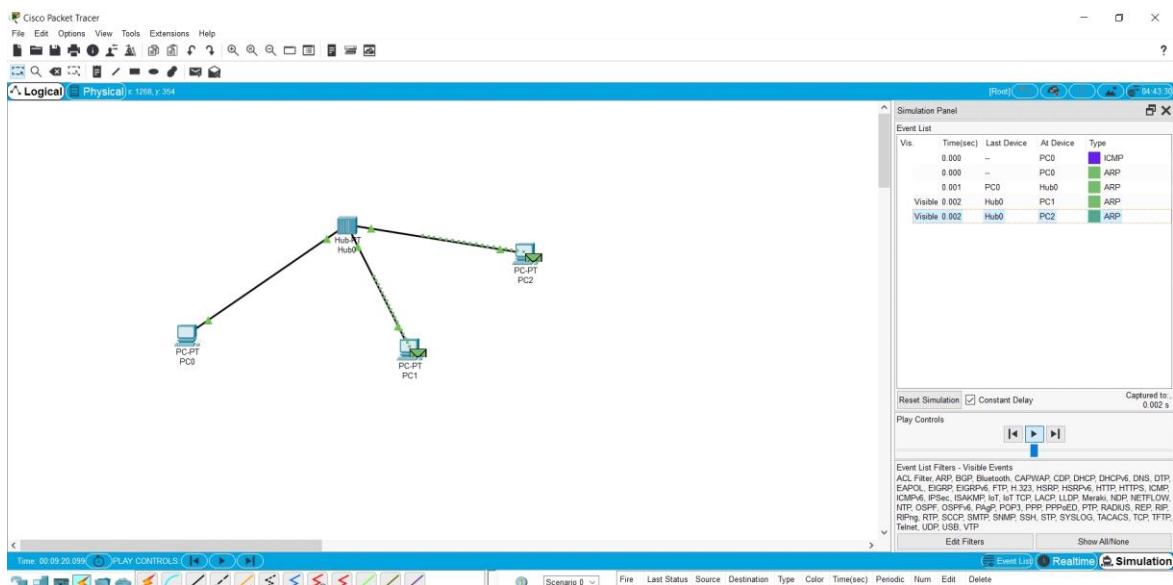 Cisco Packet Tracer
File Edit Options View Tools Extensions Help
?
Logical Physical x: 1268, y: 354 [Root] 04:43:30
Simulation Panel
Event List
Vis. Time(sec) Last Device At Device Type
0.000 -- PC0 ICMP
0.000 -- PC0 ARP
0.001 PC0 Hub0 ARP
Visible 0.002 Hub0 PC1 ARP
Visible 0.002 Hub0 PC2 ARP
Hub-PT
Hub0
PC-PT
PC2
PC-PT
PC0
PC-PT
PC1
Reset Simulation Constant Delay Captured to:
0.002 s
Play Controls
Event List Filters - Visible Events
ACL Filter, ARP, BGP, Bluetooth, CAPWAP, CDP, DHCP, DHCPv6, DNS, DTP,
EAPOL, EIGRP, EIGRPv6, FTP, H.323, HSRP, HSRPv6, HTTP, HTTPS, ICMP,
ICMPv6, IPSec, ISAKMP, IoT, IoT TCP, LACP, LLDP, Meraki, NDP, NETFLOW,
NTP, OSPF, OSPFv6, PAgP, POP3, PPP, PPPoED, PTP, RADIUS, REP, RIP,
RIPng, RTP, SCCP, SMTP, SNMP, SSH, STP, SYSLOG, TACACS, TCP, TFTP,
Telnet, UDP, USB, VTP
Edit Filters Show All/None
Time: 00:09:20.099 PLAY CONTROLS: Event List Realtime Simulation
Scenario 0 Fire Last Status Source Destination Type Color Time(sec) Periodic Num Edit Delete